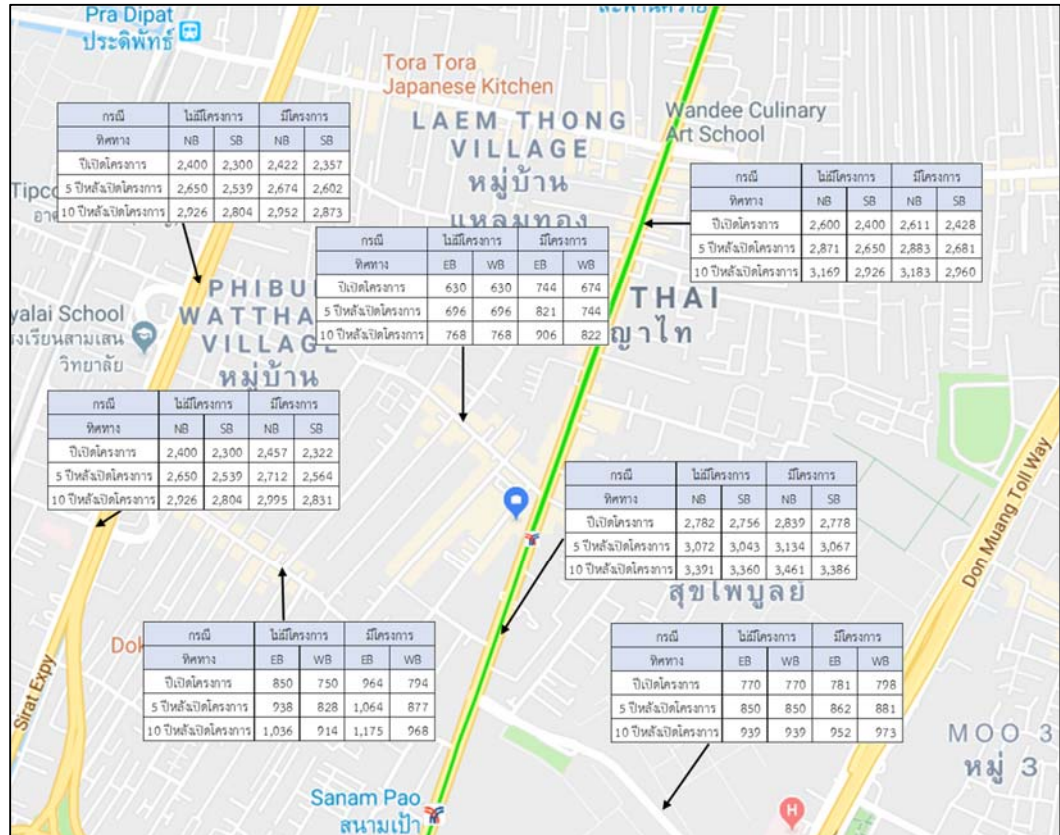 สะพานควาย
Pra Dipat
ประดิพัทธ์
Tora Tora
Japanese Kitchen
Wandee Culinary
Art School
LAEM THONG
VILLAGE
หมู่บ้าน
แหลมทอง
กรณี ไม่มีโครงการ มีโครงการ
ทิศทาง NB SB NB SB
ปีเปิดโครงการ 2,400 2,300 2,422 2,357
5 ปีหลังเปิดโครงการ 2,650 2,539 2,674 2,602
10 ปีหลังเปิดโครงการ 2,926 2,804 2,952 2,873
Tipco
กรณี ไม่มีโครงการ มีโครงการ
ทิศทาง NB SB NB SB
ปีเปิดโครงการ 2,600 2,400 2,611 2,428
5 ปีหลังเปิดโครงการ 2,871 2,650 2,883 2,681
10 ปีหลังเปิดโครงการ 3,169 2,926 3,183 2,960
กรณี ไม่มีโครงการ มีโครงการ
ทิศทาง EB WB EB WB
ปีเปิดโครงการ 630 630 744 674
5 ปีหลังเปิดโครงการ 696 696 821 744
10 ปีหลังเปิดโครงการ 768 768 906 822
PHIBU
WATTHA
VILLAGE
หมู่บ้าน
THAI
ญาไท
yalai School
งเรียนสามเสน
วิทยาลัย
กรณี ไม่มีโครงการ มีโครงการ
ทิศทาง NB SB NB SB
ปีเปิดโครงการ 2,400 2,300 2,457 2,322
5 ปีหลังเปิดโครงการ 2,650 2,539 2,712 2,564
10 ปีหลังเปิดโครงการ 2,926 2,804 2,995 2,831
กรณี ไม่มีโครงการ มีโครงการ
ทิศทาง NB SB NB SB
ปีเปิดโครงการ 2,782 2,756 2,839 2,778
5 ปีหลังเปิดโครงการ 3,072 3,043 3,134 3,067
10 ปีหลังเปิดโครงการ 3,391 3,360 3,461 3,386
Don Muang Toll Way
สุขไพบูลย์
Dok
Sirat Expy
กรณี ไม่มีโครงการ มีโครงการ
ทิศทาง EB WB EB WB
ปีเปิดโครงการ 850 750 964 794
5 ปีหลังเปิดโครงการ 938 828 1,064 877
10 ปีหลังเปิดโครงการ 1,036 914 1,175 968
กรณี ไม่มีโครงการ มีโครงการ
ทิศทาง EB WB EB WB
ปีเปิดโครงการ 770 770 781 798
5 ปีหลังเปิดโครงการ 850 850 862 881
10 ปีหลังเปิดโครงการ 939 939 952 973
MOO 3
หมู่ 3
Sanam Pao
สนามเป้า
H